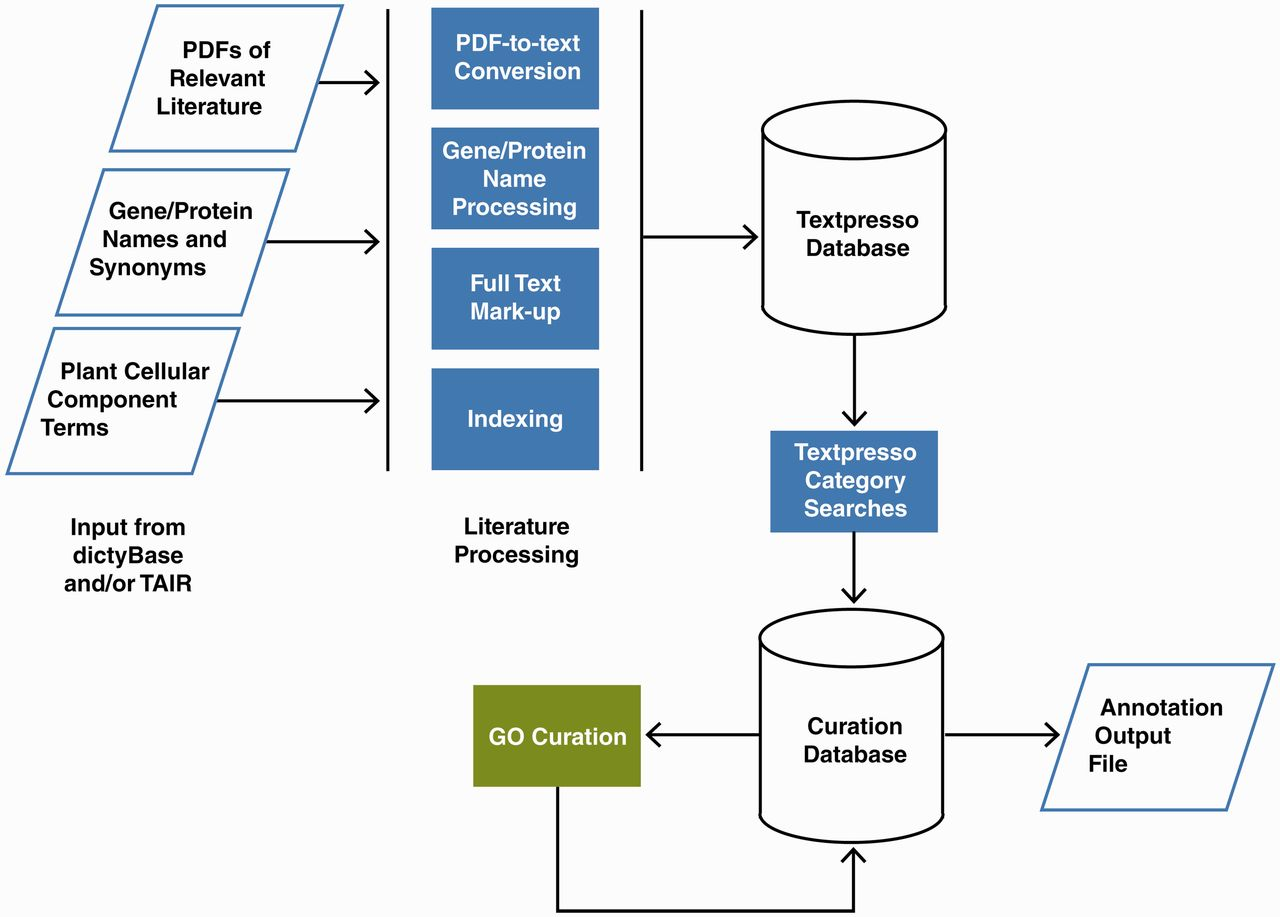 PDFs of
Relevant
Literature
Gene/Protein
Names and
Synonyms
Plant Cellular
Component
Terms
Input from
dictyBase
and/or TAIR
PDF-to-text
Conversion
Gene/Protein
Name
Processing
Full Text
Mark-up
Indexing
Literature
Processing
Textpresso
Database
Textpresso
Category
Searches
Curation
Database
GO Curation
Annotation
Output
File